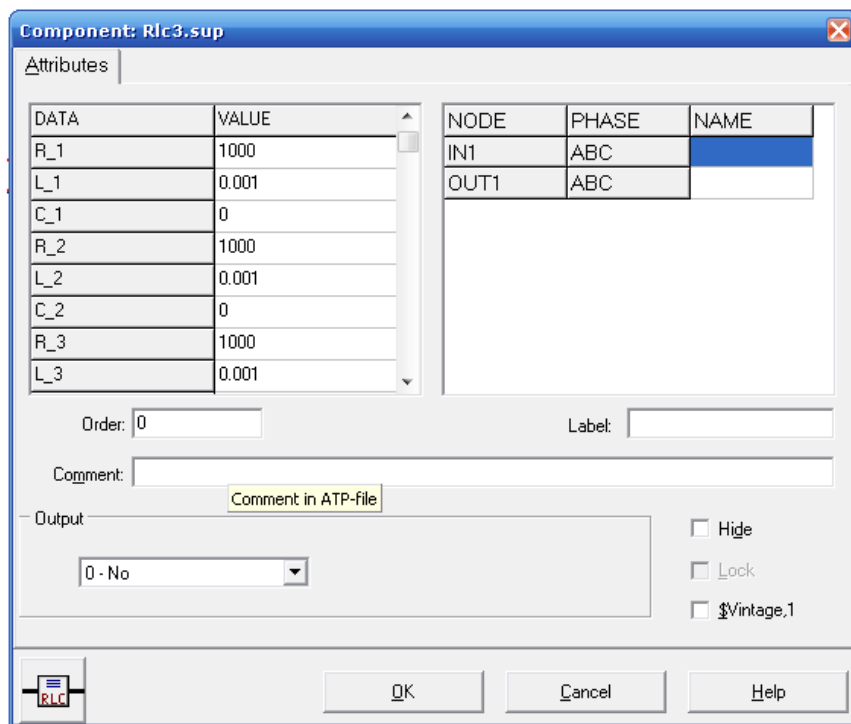 Component: Rlc3.sup
Attributes
DATA VALUE
R_1 1000
L_1 0.001
C_1 0
R_2 1000
L_2 0.001
C_2 0
R_3 1000
L_3 0.001
NODE PHASE NAME
IN1 ABC
OUT1 ABC
Order: 0
Label:
Comment:
Comment in ATP-file
Output
0 - No
Hide
Lock
$Vintage,1
RLC
OK
Cancel
Help